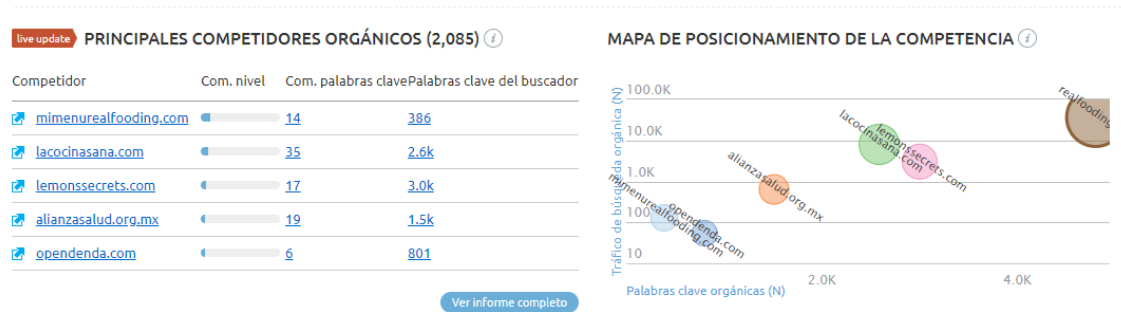 live update PRINCIPALES COMPETIDORES ORGÁNICOS (2,085) i
Competidor Com. nivel Com. palabras clave Palabras clave del buscador
mimenurealfooding.com 14 386
lacocinasana.com 35 2.6k
lemonssecrets.com 17 3.0k
alianzasalud.org.mx 19 1.5k
opendenda.com 6 801
Ver informe completo
MAPA DE POSICIONAMIENTO DE LA COMPETENCIA i
Tráfico de búsqueda orgánica (N)
100.0K
10.0K
1.0K
100
10
realfooding
lacocinasana.com
lemonssecrets.com
alianzasalud.org.mx
mimenurealfooding.com
opendenda.com
2.0K 4.0K
Palabras clave orgánicas (N)